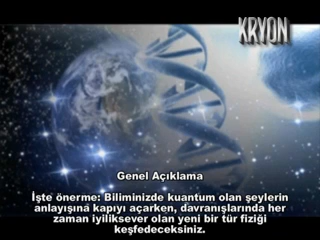 KRYON
Genel Açıklama
İşte önerme: Biliminizde kuantum olan şeylerin
anlayışına kapıyı açarken, davranışlarında her
zaman iyiliksever olan yeni bir tür fiziği
keşfedeceksiniz.